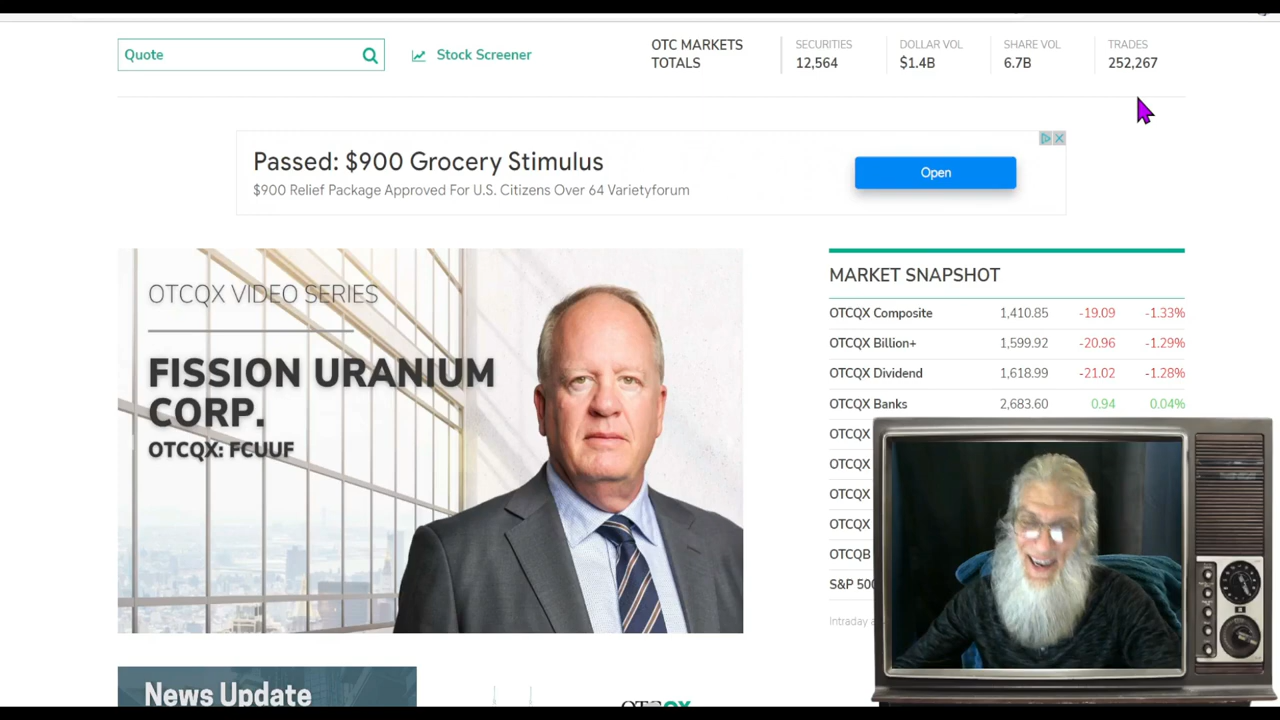 Quote
Stock Screener
OTC MARKETS
TOTALS
SECURITIES
12,564
DOLLAR VOL
$1.4B
SHARE VOL
6.7B
TRADES
252,267
Passed: $900 Grocery Stimulus
$900 Relief Package Approved For U.S. Citizens Over 64 Varietyforum
Open
OTCQX VIDEO SERIES
FISSION URANIUM
CORP.
OTCQX: FCUUF
MARKET SNAPSHOT
OTCQX Composite 1,410.85 -19.09 -1.33%
OTCQX Billion+ 1,599.92 -20.96 -1.29%
OTCQX Dividend 1,618.99 -21.02 -1.28%
OTCQX Banks 2,683.60 0.94 0.04%
OTCQX
OTCQX
OTCQX
OTCQX
OTCQB
S&P 500
Intraday
News Update
OTCQX